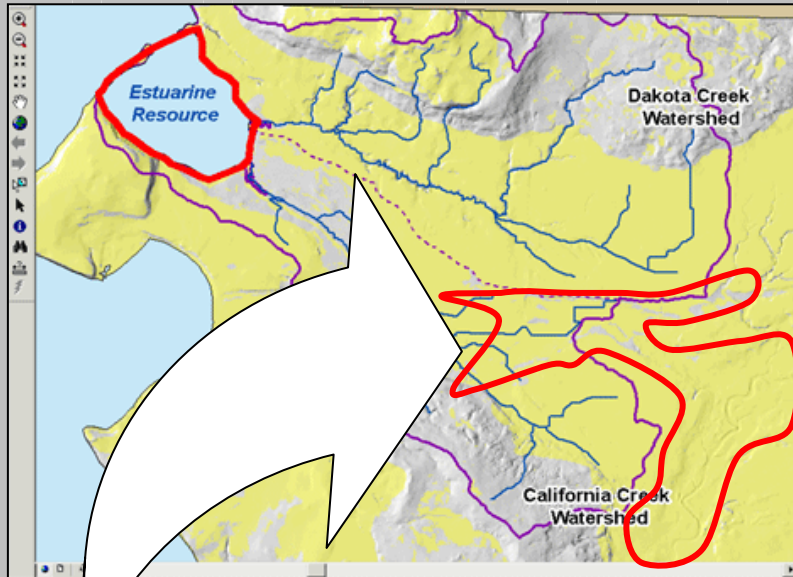 Estuarine
Resource
Dakota Creek
Watershed
California Creek
Watershed